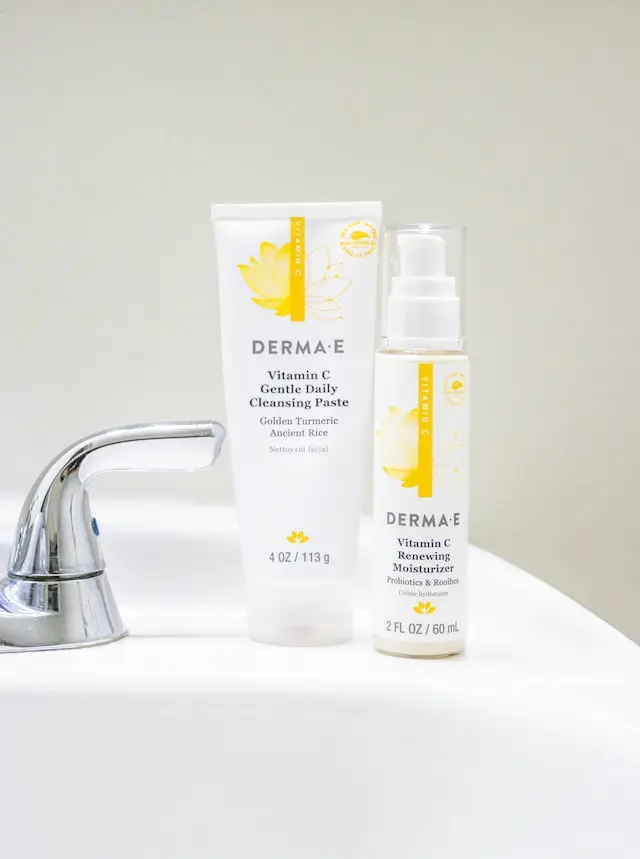 VITAMIN C
DERMA·E
Vitamin C
Gentle Daily
Cleansing Paste
Golden Turmeric
Ancient Rice
Nettoyant facial
4 OZ / 113 g
VITAMIN C
DERMA·E
Vitamin C
Renewing
Moisturizer
Probiotics & Rooibos
Crème hydratante
2 FL OZ / 60 mL